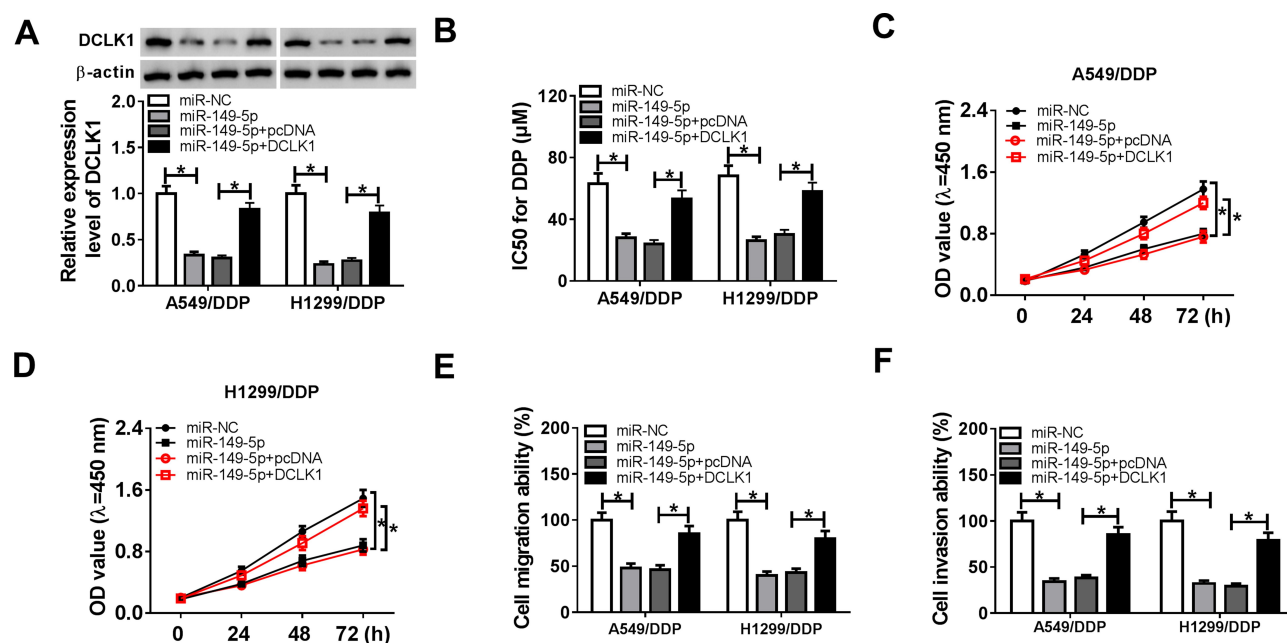 A
DCLK1
β-actin
Relative expression
level of DCLK1
2.0
1.5
1.0
0.5
0.0
miR-NC
miR-149-5p
miR-149-5p+pcDNA
miR-149-5p+DCLK1
* * * *
A549/DDP H1299/DDP
B
IC50 for DDP (μM)
120
80
40
0
miR-NC
miR-149-5p
miR-149-5p+pcDNA
miR-149-5p+DCLK1
* * * *
A549/DDP H1299/DDP
C
A549/DDP
OD value (λ=450 nm)
2.4
1.6
0.8
0.0
miR-NC
miR-149-5p
miR-149-5p+pcDNA
miR-149-5p+DCLK1
* *
0 24 48 72 (h)
D
H1299/DDP
OD value (λ=450 nm)
2.4
1.6
0.8
0.0
miR-NC
miR-149-5p
miR-149-5p+pcDNA
miR-149-5p+DCLK1
* *
0 24 48 72 (h)
E
Cell migration ability (%)
200
150
100
50
0
miR-NC
miR-149-5p
miR-149-5p+pcDNA
miR-149-5p+DCLK1
* * * *
A549/DDP H1299/DDP
F
Cell invasion ability (%)
200
150
100
50
0
miR-NC
miR-149-5p
miR-149-5p+pcDNA
miR-149-5p+DCLK1
* * * *
A549/DDP H1299/DDP